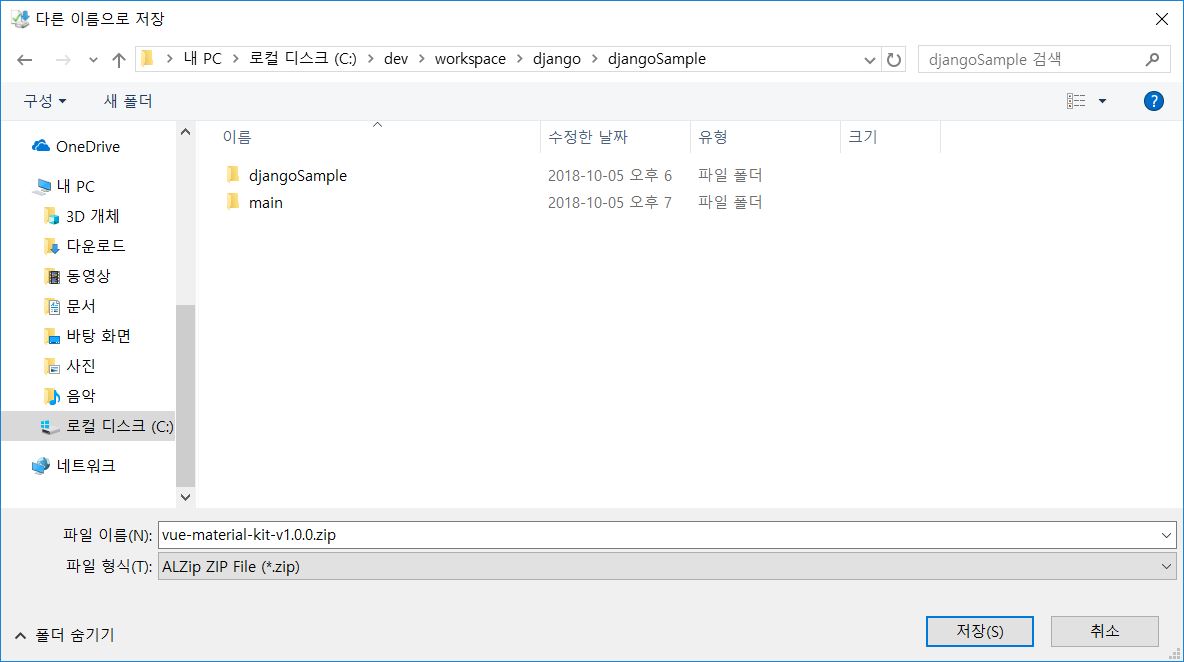 다른 이름으로 저장
내 PC > 로컬 디스크 (C:) > dev > workspace > django > djangoSample
djangoSample 검색
구성
새 폴더
OneDrive
내 PC
3D 개체
다운로드
동영상
문서
바탕 화면
사진
음악
로컬 디스크 (C:)
네트워크
이름 수정한 날짜 유형 크기
djangoSample 2018-10-05 오후 6 파일 폴더
main 2018-10-05 오후 7 파일 폴더
파일 이름(N): vue-material-kit-v1.0.0.zip
파일 형식(T): ALZip ZIP File (*.zip)
폴더 숨기기
저장(S)
취소